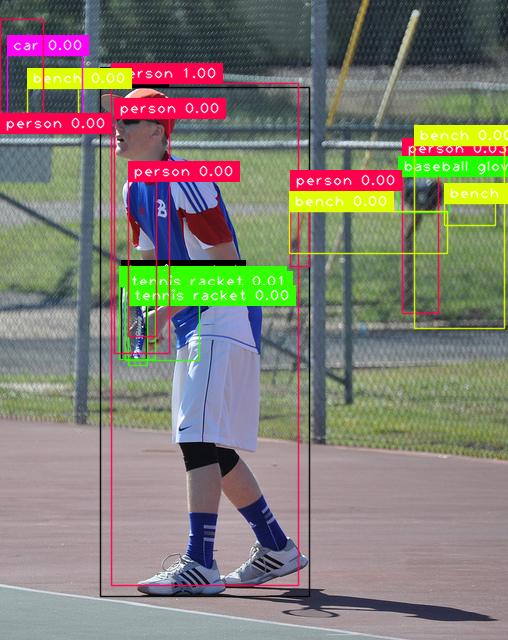 car 0.00
bench 0.00
person 1.00
person 0.00
person 0.00
bench 0.00
person 0.03
baseball glov
person 0.00
person 0.00
bench
bench 0.00
B
tennis racket 0.01
tennis racket 0.00